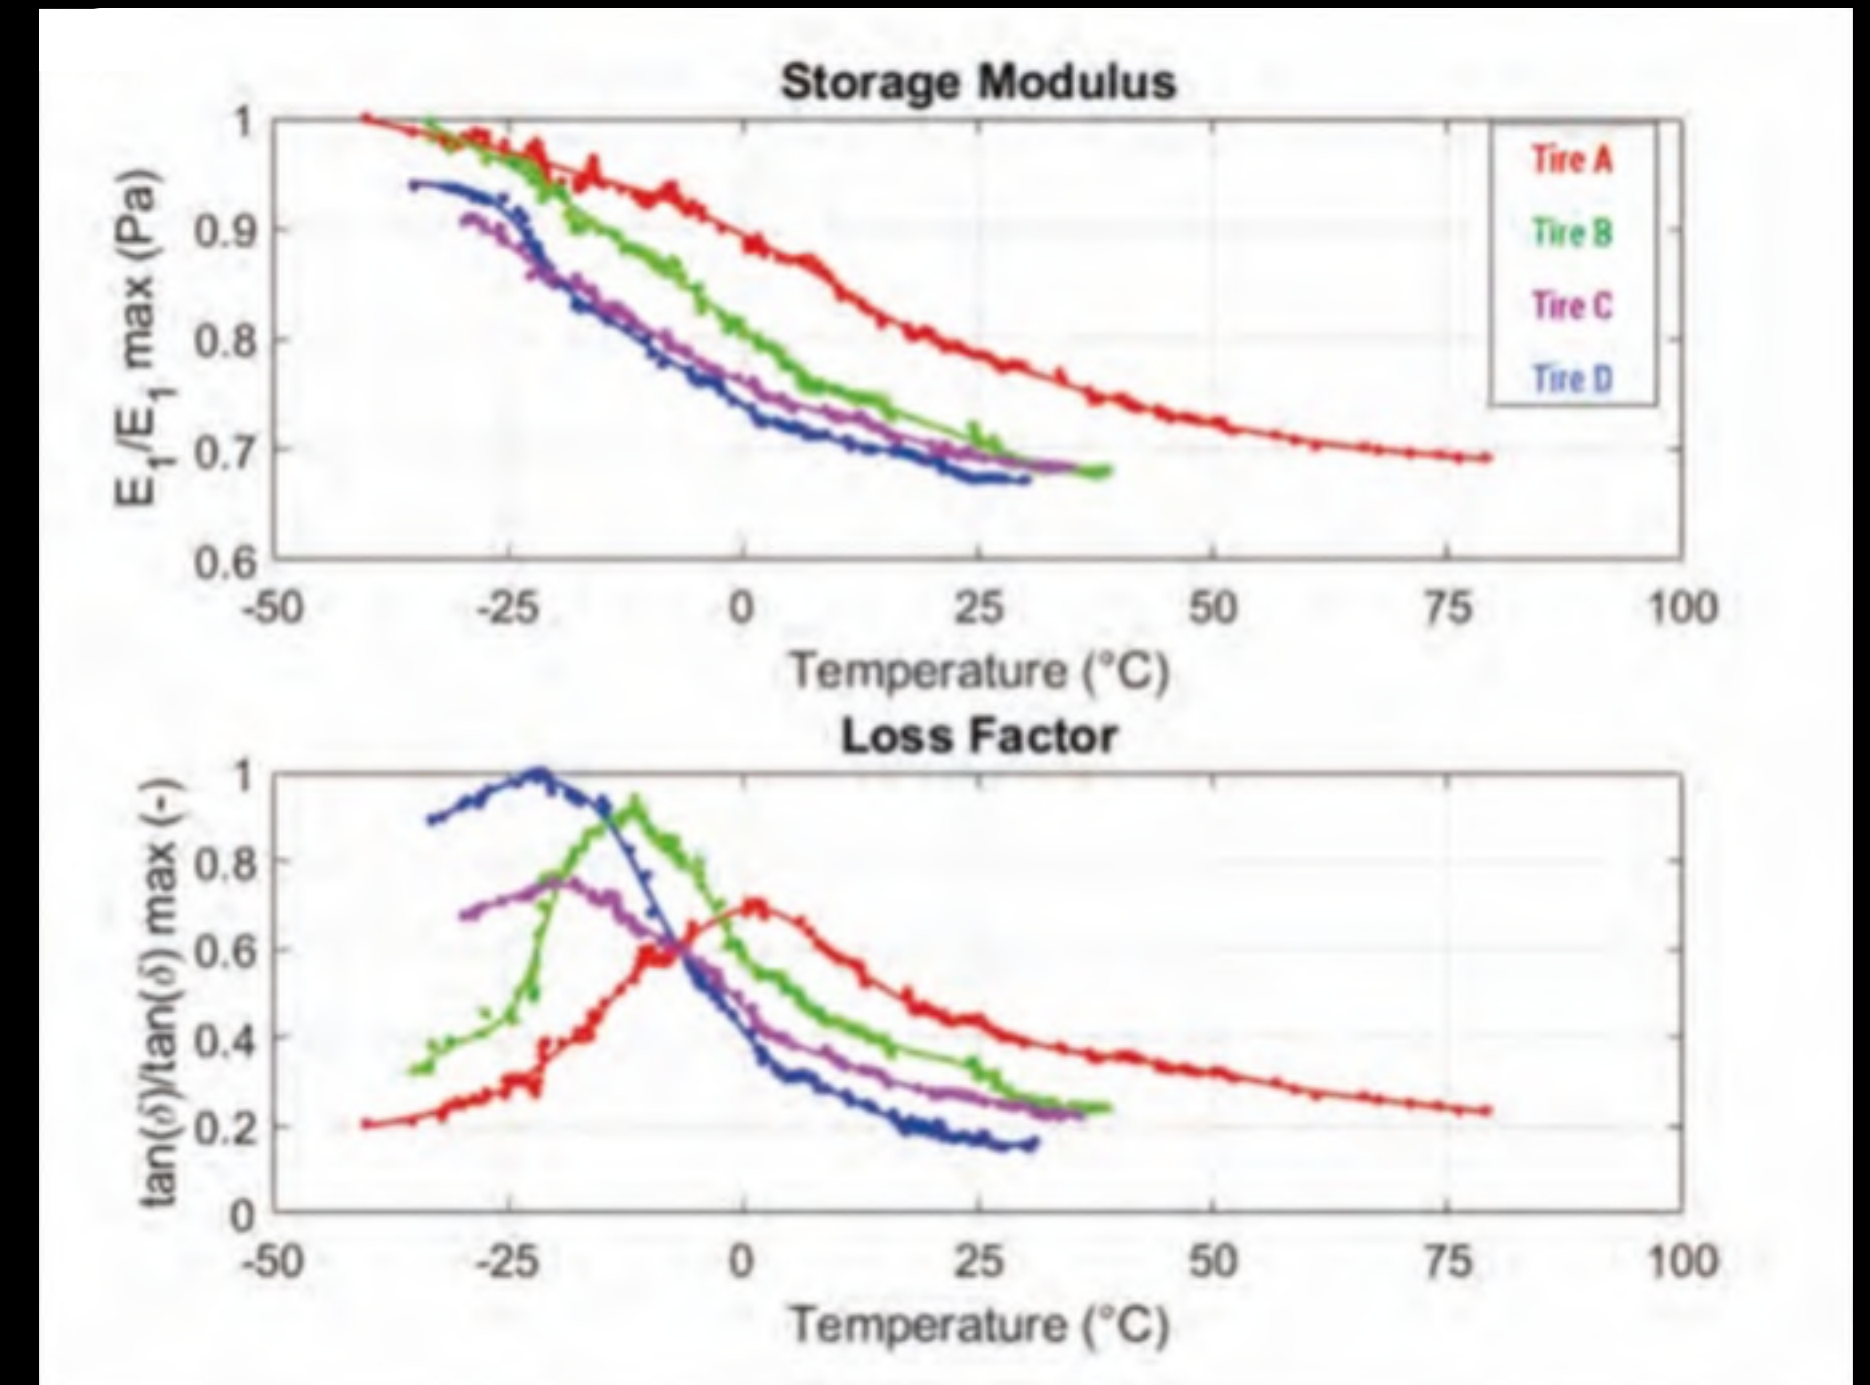 Storage Modulus
E₁/E₁ max (Pa)
1
0.9
0.8
0.7
0.6
-50 -25 0 25 50 75 100
Temperature (°C)
Tire A
Tire B
Tire C
Tire D
Loss Factor
tan(δ)/tan(δ) max (-)
1
0.8
0.6
0.4
0.2
0
-50 -25 0 25 50 75 100
Temperature (°C)